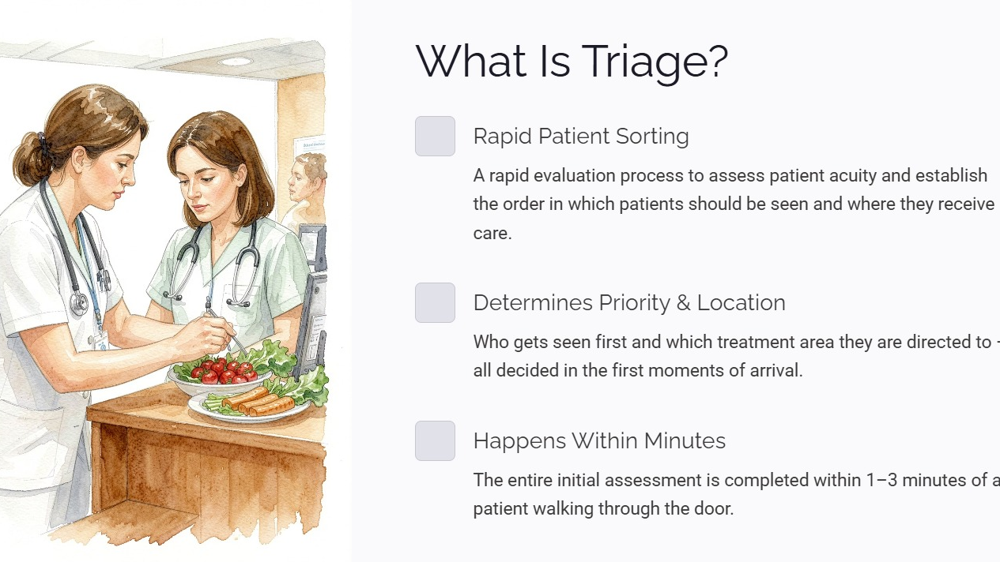 What Is Triage?
Rapid Patient Sorting
A rapid evaluation process to assess patient acuity and establish
the order in which patients should be seen and where they receive
care.
Determines Priority & Location
Who gets seen first and which treatment area they are directed to -
all decided in the first moments of arrival.
Happens Within Minutes
The entire initial assessment is completed within 1–3 minutes of a
patient walking through the door.